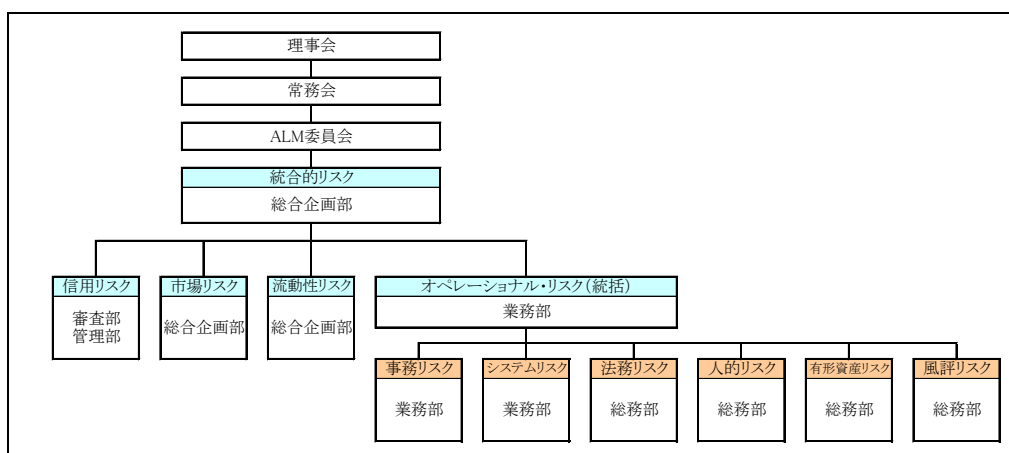 理事会
常務会
ALM委員会
統合的リスク
総合企画部
信用リスク
審査部
管理部
市場リスク
総合企画部
流動性リスク
総合企画部
オペレーショナル・リスク(統括)
業務部
事務リスク
業務部
システムリスク
業務部
法務リスク
総務部
人的リスク
総務部
有形資産リスク
総務部
風評リスク
総務部